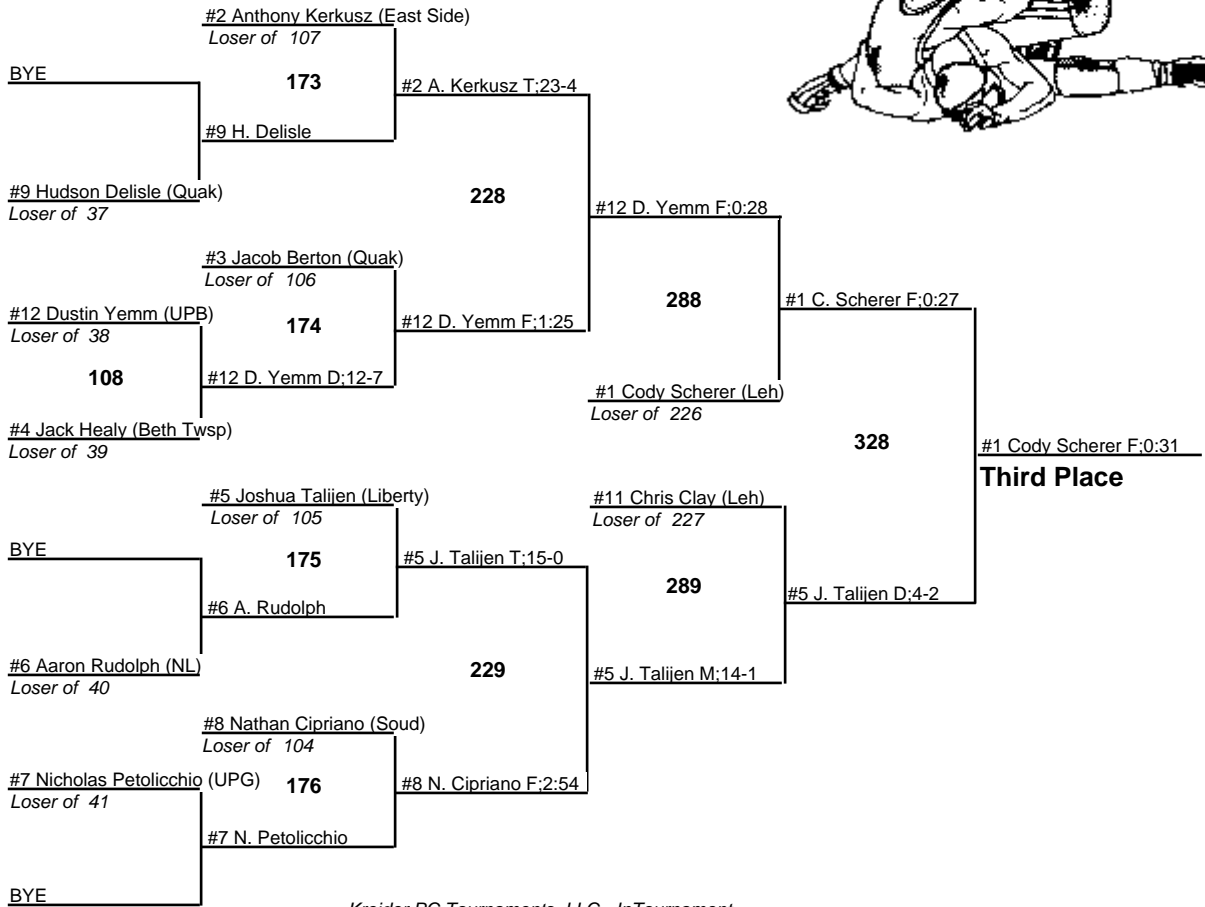 #2 Anthony Kerkusz (East Side)
Loser of 107
BYE
173
#2 A. Kerkusz T;23-4
#9 H. Delisle
#9 Hudson Delisle (Quak)
Loser of 37
228
#12 D. Yemm F;0:28
#3 Jacob Berton (Quak)
Loser of 106
#12 Dustin Yemm (UPB)
Loser of 38
174
#12 D. Yemm F;1:25
288
#1 C. Scherer F;0:27
108
#12 D. Yemm D;12-7
#1 Cody Scherer (Leh)
Loser of 226
#4 Jack Healy (Beth Twsp)
Loser of 39
328
#1 Cody Scherer F;0:31
Third Place
#5 Joshua Talijen (Liberty)
Loser of 105
#11 Chris Clay (Leh)
Loser of 227
BYE
175
#5 J. Talijen T;15-0
289
#5 J. Talijen D;4-2
#6 A. Rudolph
#6 Aaron Rudolph (NL)
Loser of 40
229
#5 J. Talijen M;14-1
#8 Nathan Cipriano (Soud)
Loser of 104
#7 Nicholas Petolicchio (UPG)
Loser of 41
176
#8 N. Cipriano F;2:54
#7 N. Petolicchio
BYE